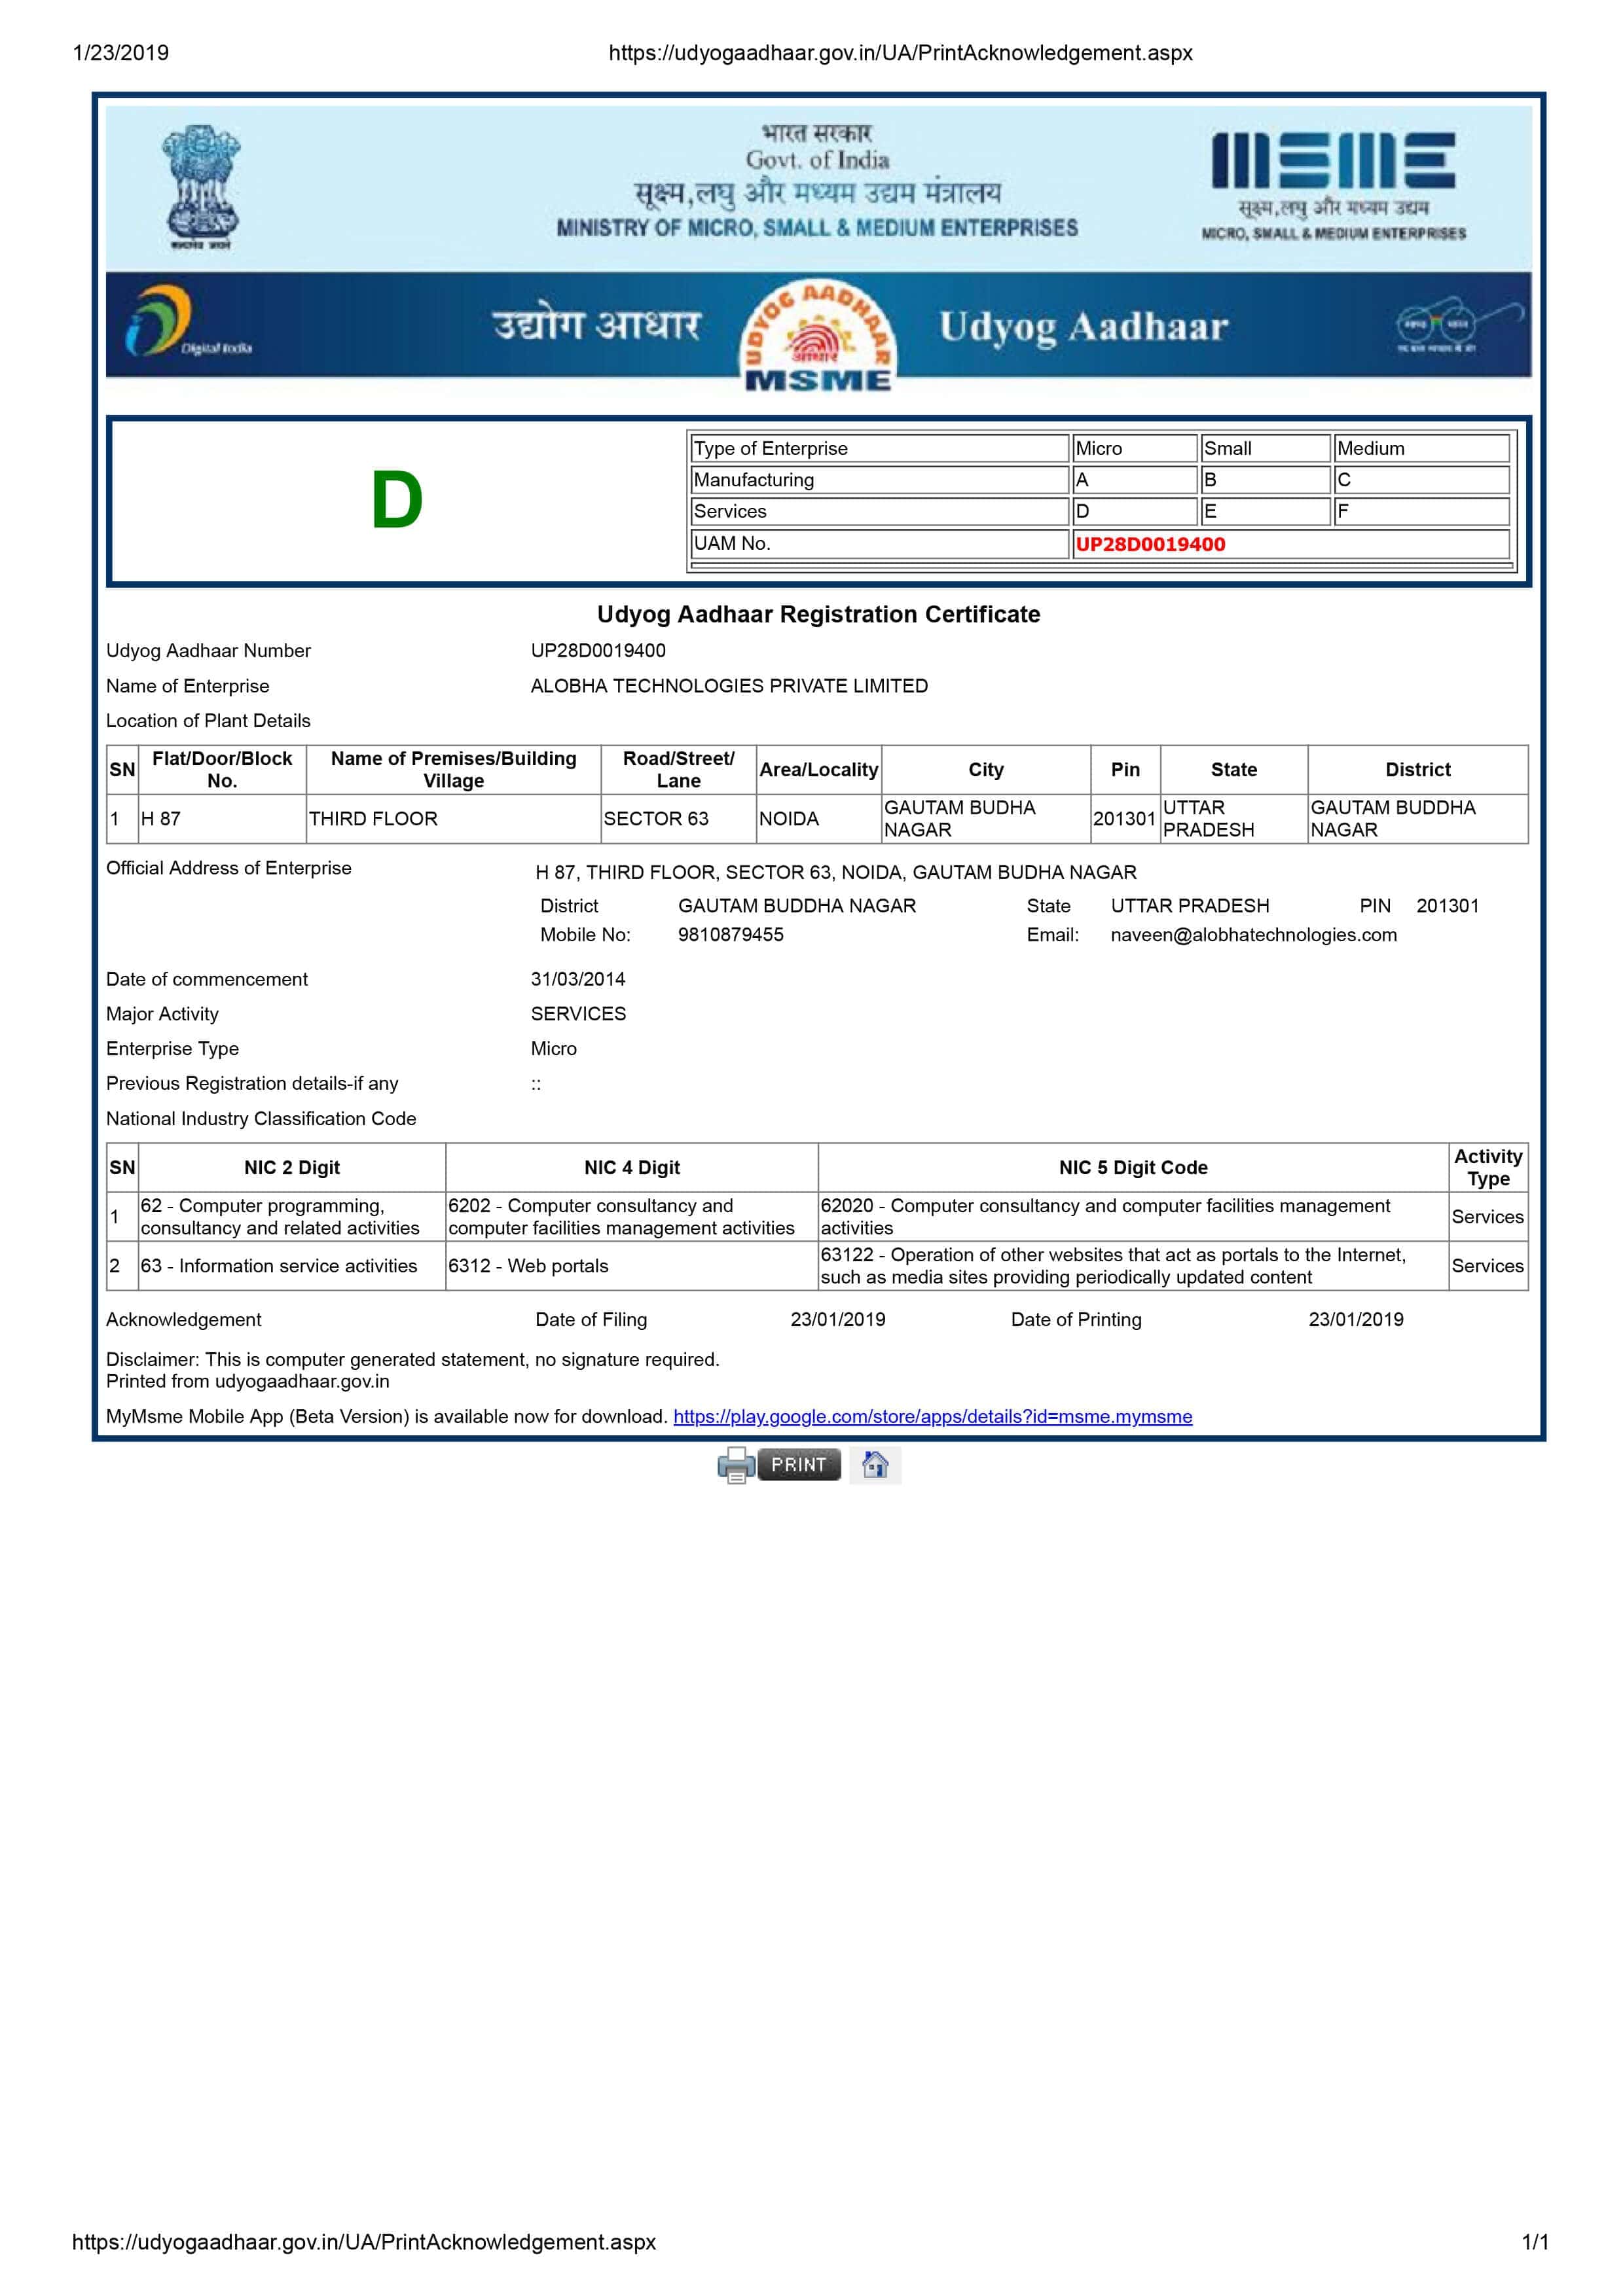 1/23/2019 https://udyogaadhaar.gov.in/UA/PrintAcknowledgement.aspx
भारत सरकार
Govt. of India
सूक्ष्म,लघु और मध्यम उद्यम मंत्रालय
MINISTRY OF MICRO, SMALL & MEDIUM ENTERPRISES
MSME
सूक्ष्म,लघु और मध्यम उद्यम
MICRO, SMALL & MEDIUM ENTERPRISES
Digital India
उद्योग आधार
UDYOG AADHAAR
आधार
MSME
Udyog Aadhaar
D
Type of Enterprise Micro Small Medium
Manufacturing A B C
Services D E F
UAM No. UP28D0019400
Udyog Aadhaar Registration Certificate
Udyog Aadhaar Number UP28D0019400
Name of Enterprise ALOBHA TECHNOLOGIES PRIVATE LIMITED
Location of Plant Details
SN Flat/Door/Block No. Name of Premises/Building Village Road/Street/ Lane Area/Locality City Pin State District
1 H 87 THIRD FLOOR SECTOR 63 NOIDA GAUTAM BUDHA NAGAR 201301 UTTAR PRADESH GAUTAM BUDDHA NAGAR
Official Address of Enterprise H 87, THIRD FLOOR, SECTOR 63, NOIDA, GAUTAM BUDHA NAGAR
District GAUTAM BUDDHA NAGAR State UTTAR PRADESH PIN 201301
Mobile No: 9810879455 Email: naveen@alobhatechnologies.com
Date of commencement 31/03/2014
Major Activity SERVICES
Enterprise Type Micro
Previous Registration details-if any ::
National Industry Classification Code
SN NIC 2 Digit NIC 4 Digit NIC 5 Digit Code Activity Type
1 62 - Computer programming, consultancy and related activities 6202 - Computer consultancy and computer facilities management activities 62020 - Computer consultancy and computer facilities management activities Services
2 63 - Information service activities 6312 - Web portals 63122 - Operation of other websites that act as portals to the Internet, such as media sites providing periodically updated content Services
Acknowledgement Date of Filing 23/01/2019 Date of Printing 23/01/2019
Disclaimer: This is computer generated statement, no signature required.
Printed from udyogaadhaar.gov.in
MyMsme Mobile App (Beta Version) is available now for download. https://play.google.com/store/apps/details?id=msme.mymsme
PRINT
https://udyogaadhaar.gov.in/UA/PrintAcknowledgement.aspx 1/1